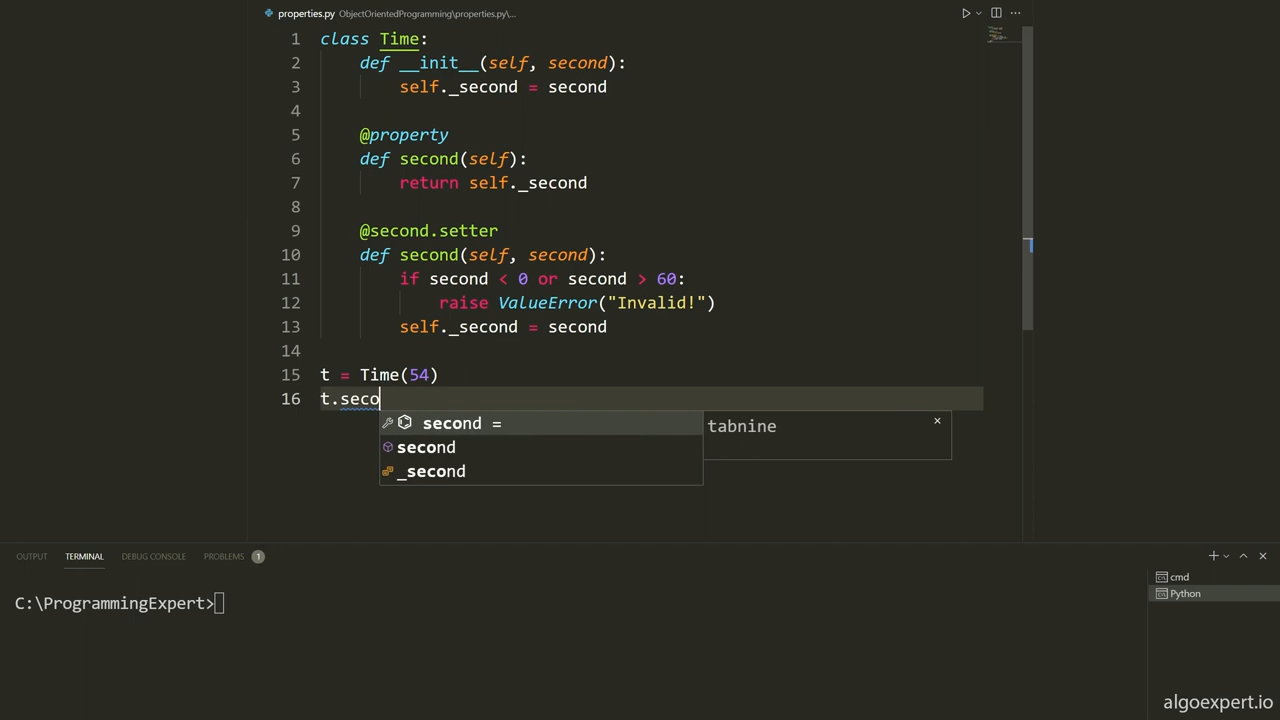 properties.py ObjectOrientedProgramming\properties.py\...
1 class Time:
2 def __init__(self, second):
3 self._second = second
4
5 @property
6 def second(self):
7 return self._second
8
9 @second.setter
10 def second(self, second):
11 if second < 0 or second > 60:
12 raise ValueError("Invalid!")
13 self._second = second
14
15 t = Time(54)
16 t.seco
second =
tabnine
second
_second
OUTPUT TERMINAL DEBUG CONSOLE PROBLEMS 1
cmd
Python
C:\ProgrammingExpert>
algoexpert.io